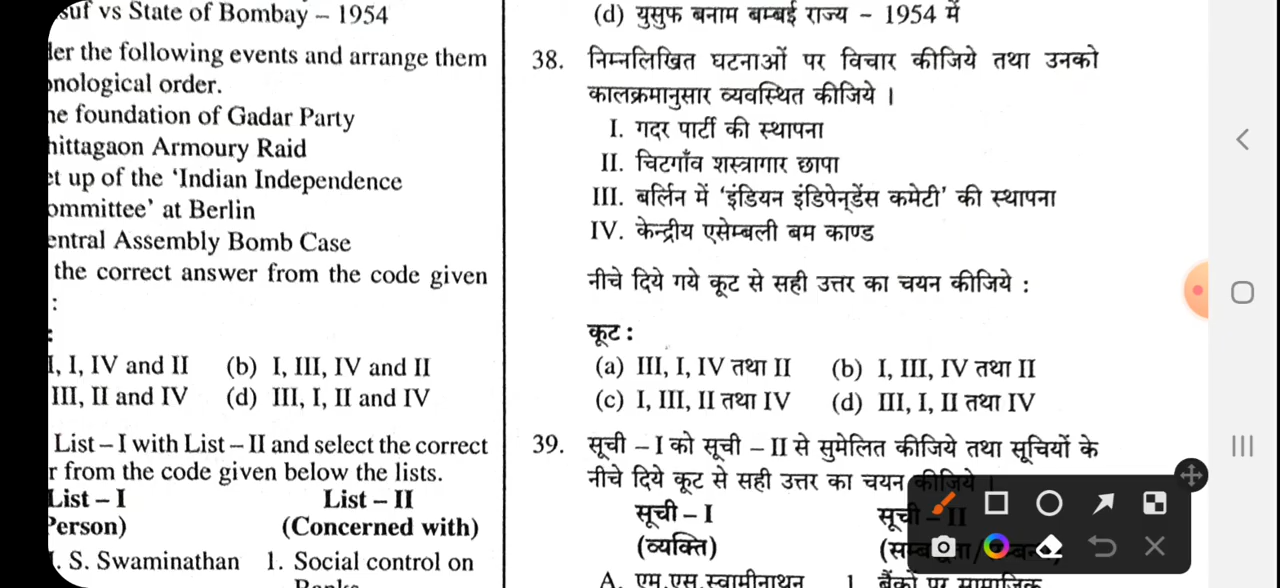 vs State of Bombay – 1954
the following events and arrange them
order.
foundation of Gadar Party
Armoury Raid
up of the 'Indian Independence
at Berlin
Assembly Bomb Case
the correct answer from the code given
:
:
I, IV and II (b) I, III, IV and II
III, II and IV (d) III, I, II and IV
List – I with List – II and select the correct
from the code given below the lists.
List – I List – II
(Concerned with)
S. Swaminathan 1. Social control on
(d) युसुफ बनाम बम्बई राज्य – 1954 में
38. निम्नलिखित घटनाओं पर विचार कीजिये तथा उनको
कालक्रमानुसार व्यवस्थित कीजिये ।
I. गदर पार्टी की स्थापना
II. चिटगाँव शस्त्रागार छापा
III. बर्लिन में 'इंडियन इंडिपेन्डेंस कमेटी' की स्थापना
IV. केन्द्रीय एसेम्बली बम काण्ड
नीचे दिये गये कूट से सही उत्तर का चयन कीजिये :
कूट :
(a) III, I, IV तथा II (b) I, III, IV तथा II
(c) I, III, II तथा IV (d) III, I, II तथा IV
39. सूची – I को सूची – II से सुमेलित कीजिये तथा सूचियों के
नीचे दिये कूट से सही उत्तर का चयन कीजिये ।
सूची – I सूची – II
(व्यक्ति)
A. एम.एस.स्वामीनाथन 1. बैंकों पर सामाजिक